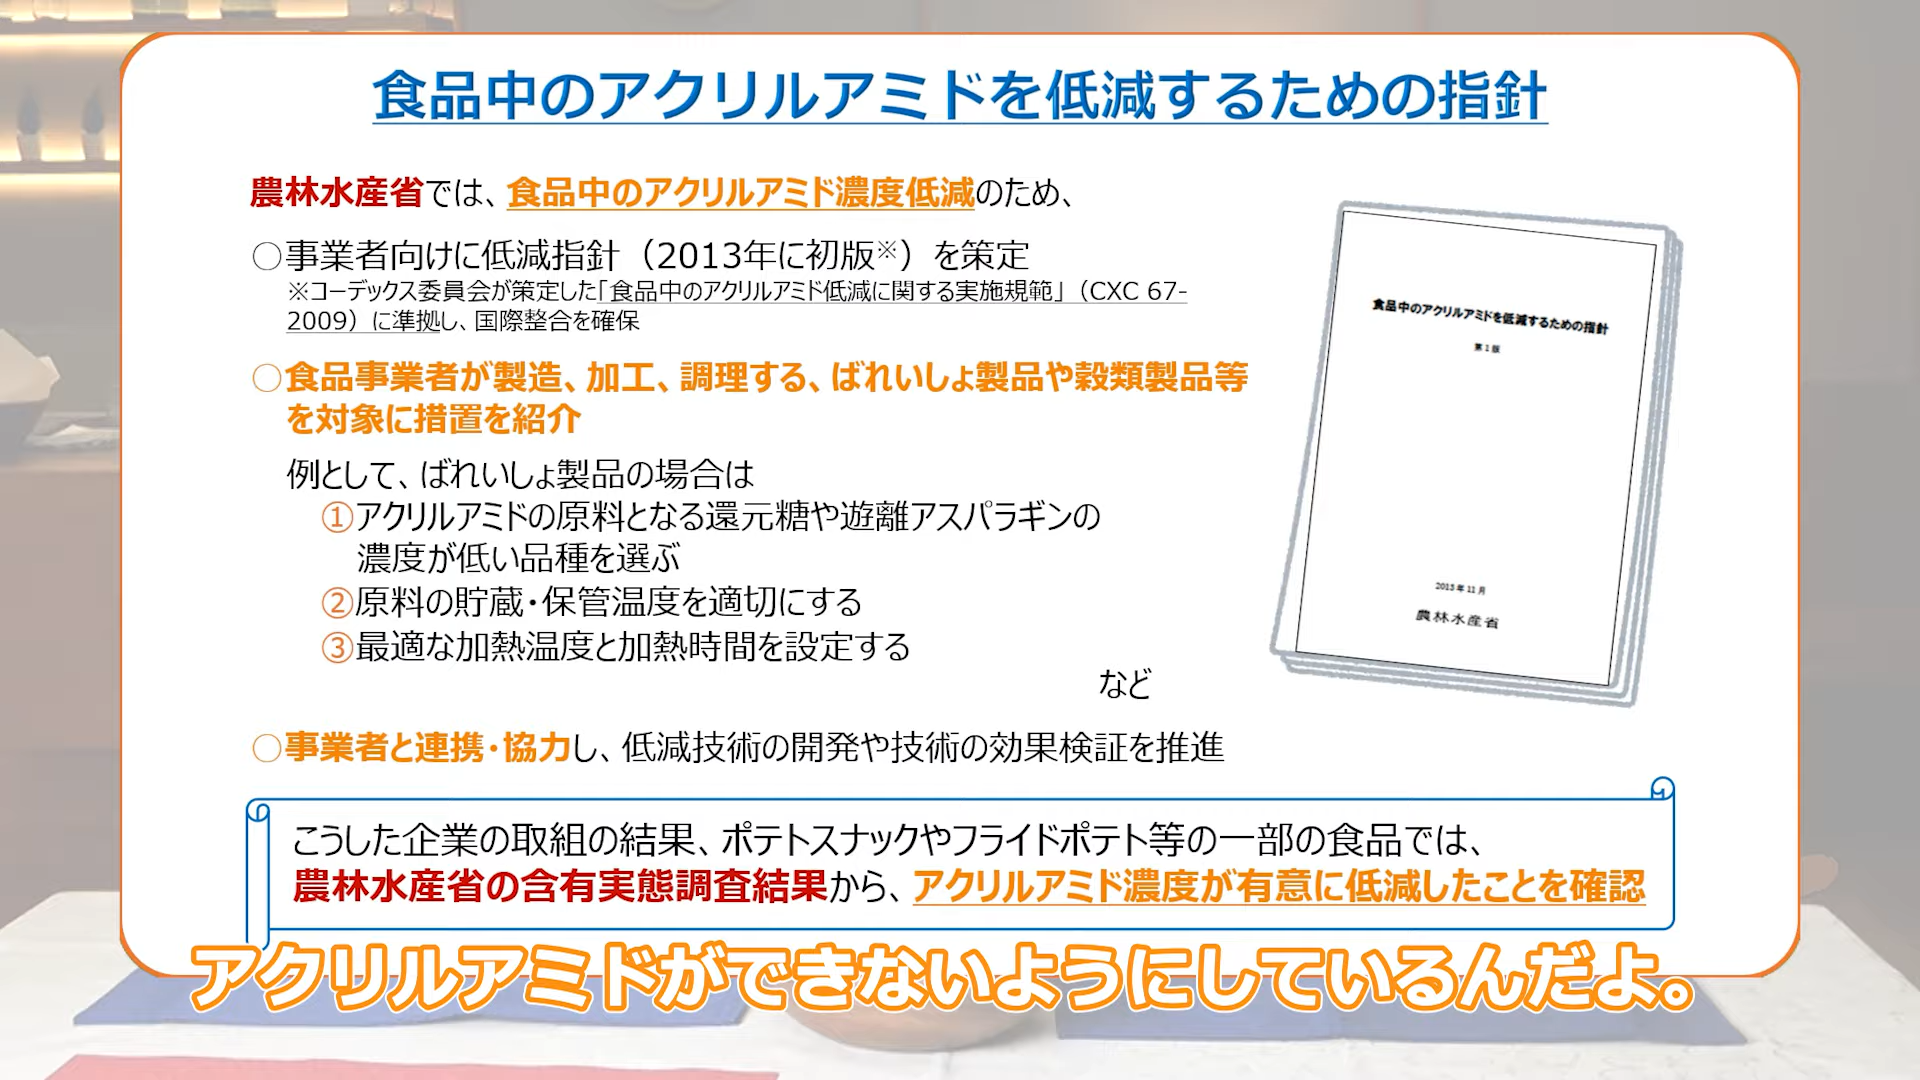 食品中のアクリルアミドを低減するための指針
農林水産省では、食品中のアクリルアミド濃度低減のため、
○事業者向けに低減指針（2013年に初版※）を策定
※コーデックス委員会が策定した「食品中のアクリルアミド低減に関する実施規範」（CXC 67-
2009）に準拠し、国際整合を確保
○食品事業者が製造、加工、調理する、ばれいしょ製品や穀類製品等
を対象に措置を紹介
例として、ばれいしょ製品の場合は
①アクリルアミドの原料となる還元糖や遊離アスパラギンの
濃度が低い品種を選ぶ
②原料の貯蔵・保管温度を適切にする
③最適な加熱温度と加熱時間を設定する
など
○事業者と連携・協力し、低減技術の開発や技術の効果検証を推進
食品中のアクリルアミドを低減するための指針
第1版
2013年11月
農林水産省
こうした企業の取組の結果、ポテトスナックやフライドポテト等の一部の食品では、
農林水産省の含有実態調査結果から、アクリルアミド濃度が有意に低減したことを確認
アクリルアミドができないようにしているんだよ。